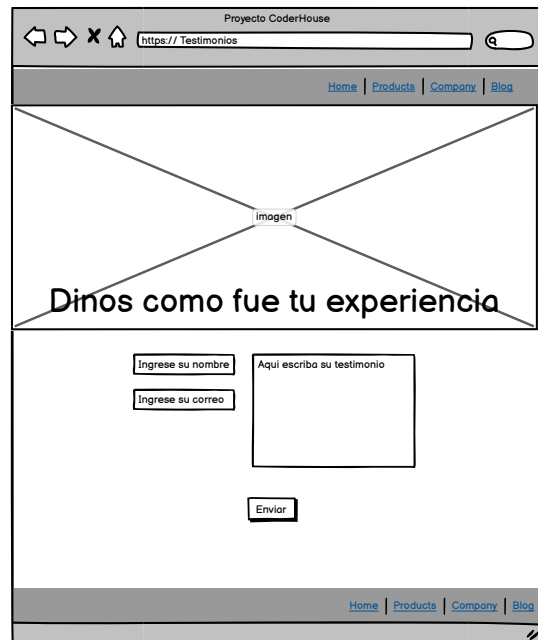 Proyecto CoderHouse
https:// Testimonios
Home | Products | Company | Blog
imagen
Dinos como fue tu experiencia
Ingrese su nombre
Aqui escriba su testimonio
Ingrese su correo
Enviar
Home | Products | Company | Blog